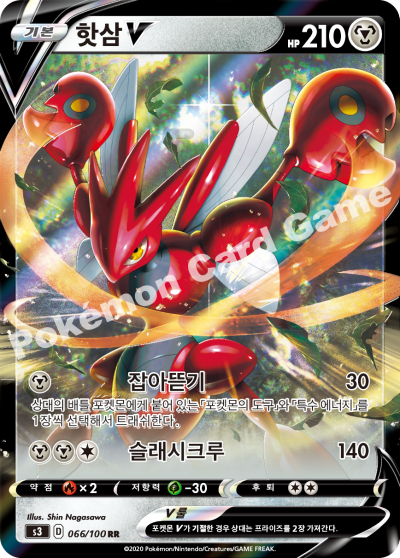 기본 핫삼 V HP 210
Pokémon Card Game
잡아뜯기 30
상대의 배틀 포켓몬에게 붙어 있는 「포켓몬의 도구」와 「특수 에너지」를
1장씩 선택해서 트래쉬한다.
슬래시크루 140
약점 ×2 저항력 -30 후퇴
Illus. Shin Nagasawa
V룰
포켓몬 V가 기절한 경우 상대는 프라이즈를 2장 가져간다.
s3 D 066/100 RR
©2020 Pokémon/Nintendo/Creatures/GAME FREAK.